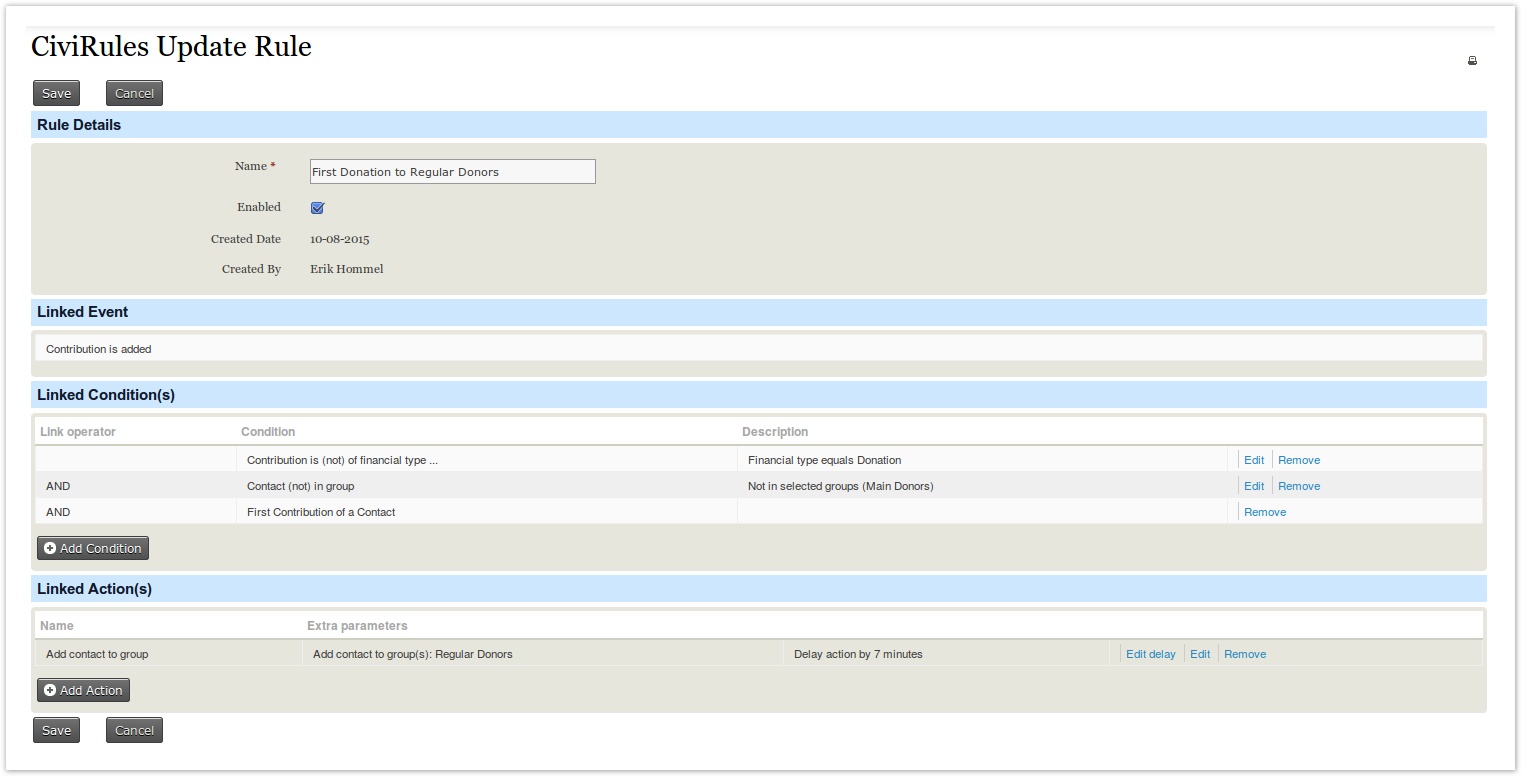 CiviRules Update Rule
Save Cancel
Rule Details
Name *
First Donation to Regular Donors
Enabled
Created Date 10-08-2015
Created By Erik Hommel
Linked Event
Contribution is added
Linked Condition(s)
Link operator Condition Description
Contribution is (not) of financial type ... Financial type equals Donation Edit Remove
AND Contact (not) in group Not in selected groups (Main Donors) Edit Remove
AND First Contribution of a Contact Remove
Add Condition
Linked Action(s)
Name Extra parameters
Add contact to group Add contact to group(s): Regular Donors Delay action by 7 minutes Edit delay Edit Remove
Add Action
Save Cancel